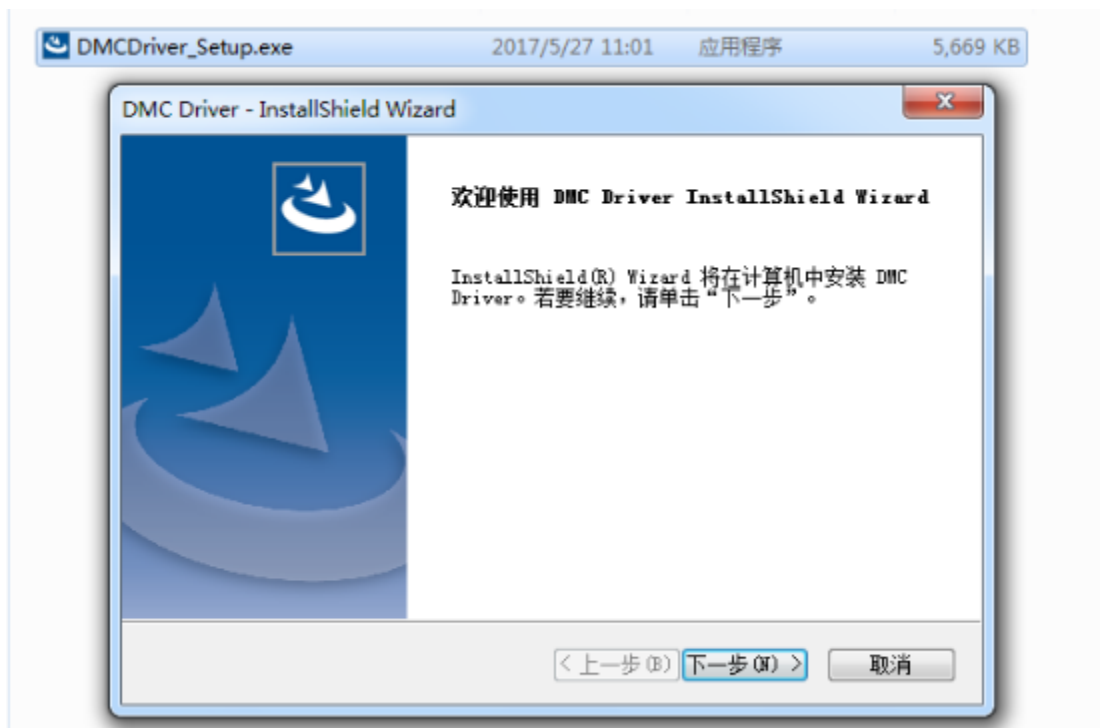 DMCDriver_Setup.exe 2017/5/27 11:01 应用程序 5,669 KB
DMC Driver - InstallShield Wizard
欢迎使用 DMC Driver InstallShield Wizard
InstallShield(R) Wizard 将在计算机中安装 DMC
Driver。若要继续，请单击“下一步”。
< 上一步(B) 下一步(N) > 取消